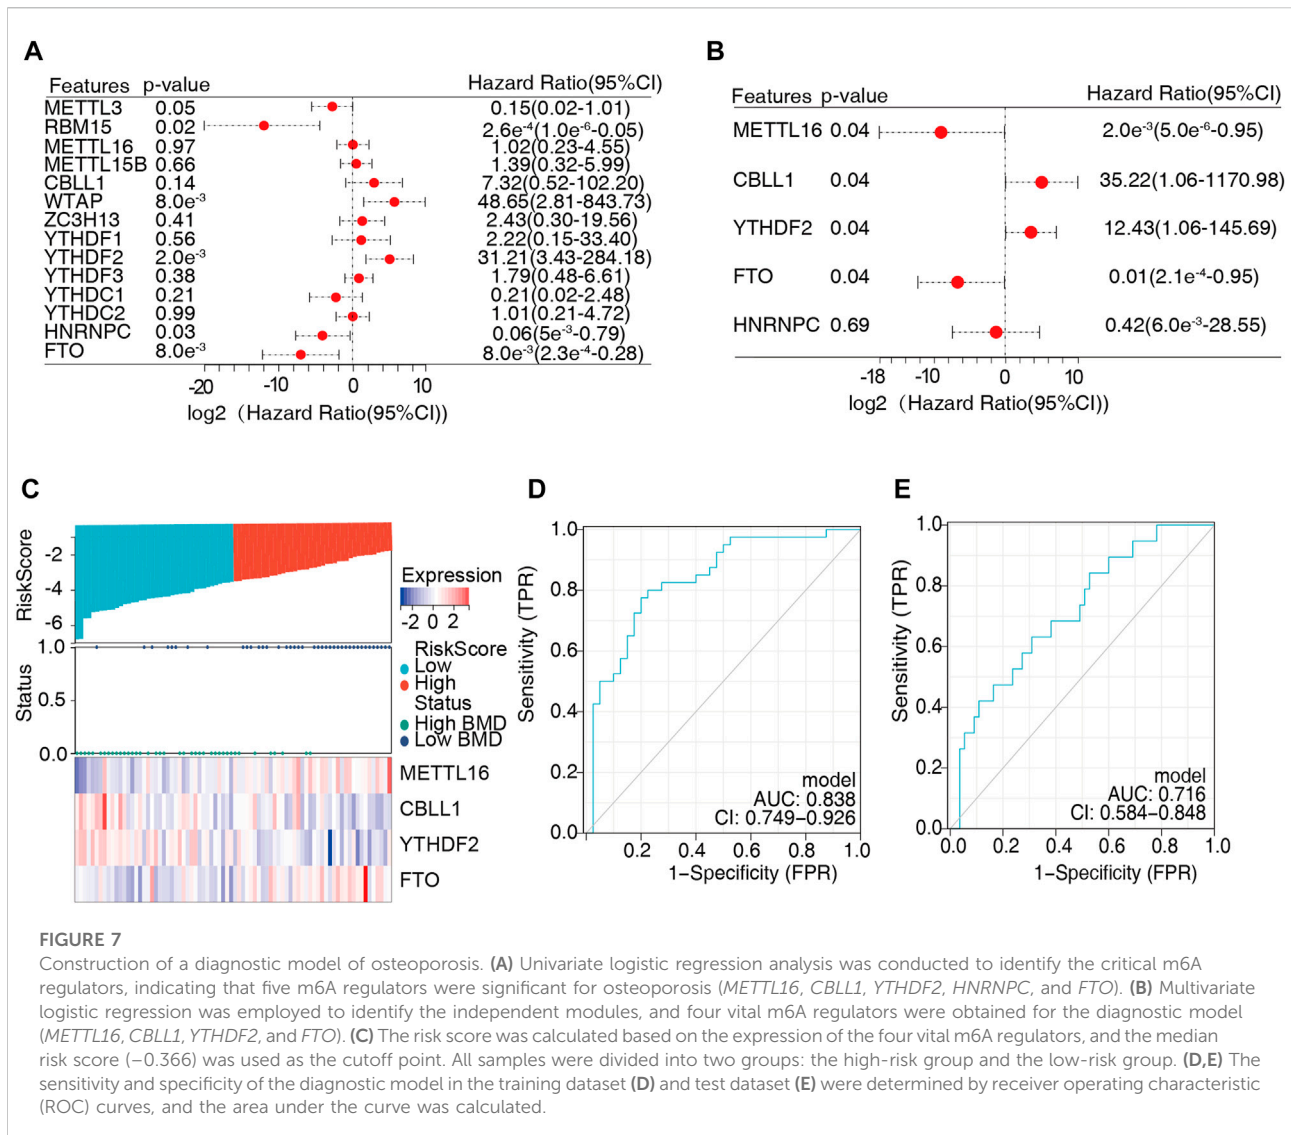 A
Features p-value Hazard Ratio(95%CI)
METTL3 0.05 0.15(0.02-1.01)
RBM15 0.02 2.6e-4(1.0e-6-0.05)
METTL16 0.97 1.02(0.23-4.55)
METTL15B 0.66 1.39(0.32-5.99)
CBLL1 0.14 7.32(0.52-102.20)
WTAP 8.0e-3 48.65(2.81-843.73)
ZC3H13 0.41 2.43(0.30-19.56)
YTHDF1 0.56 2.22(0.15-33.40)
YTHDF2 2.0e-3 31.21(3.43-284.18)
YTHDF3 0.38 1.79(0.48-6.61)
YTHDC1 0.21 0.21(0.02-2.48)
YTHDC2 0.99 1.01(0.21-4.72)
HNRNPC 0.03 0.06(5e-3-0.79)
FTO 8.0e-3 8.0e-3(2.3e-4-0.28)
-20 -10 0 10
log2（Hazard Ratio(95%CI))
B
Features p-value Hazard Ratio(95%CI)
METTL16 0.04 2.0e-3(5.0e-6-0.95)
CBLL1 0.04 35.22(1.06-1170.98)
YTHDF2 0.04 12.43(1.06-145.69)
FTO 0.04 0.01(2.1e-4-0.95)
HNRNPC 0.69 0.42(6.0e-3-28.55)
-18 -10 0 10
log2（Hazard Ratio(95%CI))
C
RiskScore
-2
-4
-6
Expression
-2 0 2
Status
1.0
0.5
0.0
RiskScore
Low
High
Status
High BMD
Low BMD
METTL16
CBLL1
YTHDF2
FTO
D
Sensitivity (TPR)
1.0
0.8
0.6
0.4
0.2
0.0
model
AUC: 0.838
CI: 0.749–0.926
0.2 0.4 0.6 0.8 1.0
1−Specificity (FPR)
E
Sensitivity (TPR)
1.0
0.8
0.6
0.4
0.2
0.0
model
AUC: 0.716
CI: 0.584–0.848
0.0 0.2 0.4 0.6 0.8 1.0
1−Specificity (FPR)
FIGURE 7
Construction of a diagnostic model of osteoporosis. (A) Univariate logistic regression analysis was conducted to identify the critical m6A
regulators, indicating that five m6A regulators were significant for osteoporosis (METTL16, CBLL1, YTHDF2, HNRNPC, and FTO). (B) Multivariate
logistic regression was employed to identify the independent modules, and four vital m6A regulators were obtained for the diagnostic model
(METTL16, CBLL1, YTHDF2, and FTO). (C) The risk score was calculated based on the expression of the four vital m6A regulators, and the median
risk score (−0.366) was used as the cutoff point. All samples were divided into two groups: the high-risk group and the low-risk group. (D,E) The
sensitivity and specificity of the diagnostic model in the training dataset (D) and test dataset (E) were determined by receiver operating characteristic
(ROC) curves, and the area under the curve was calculated.